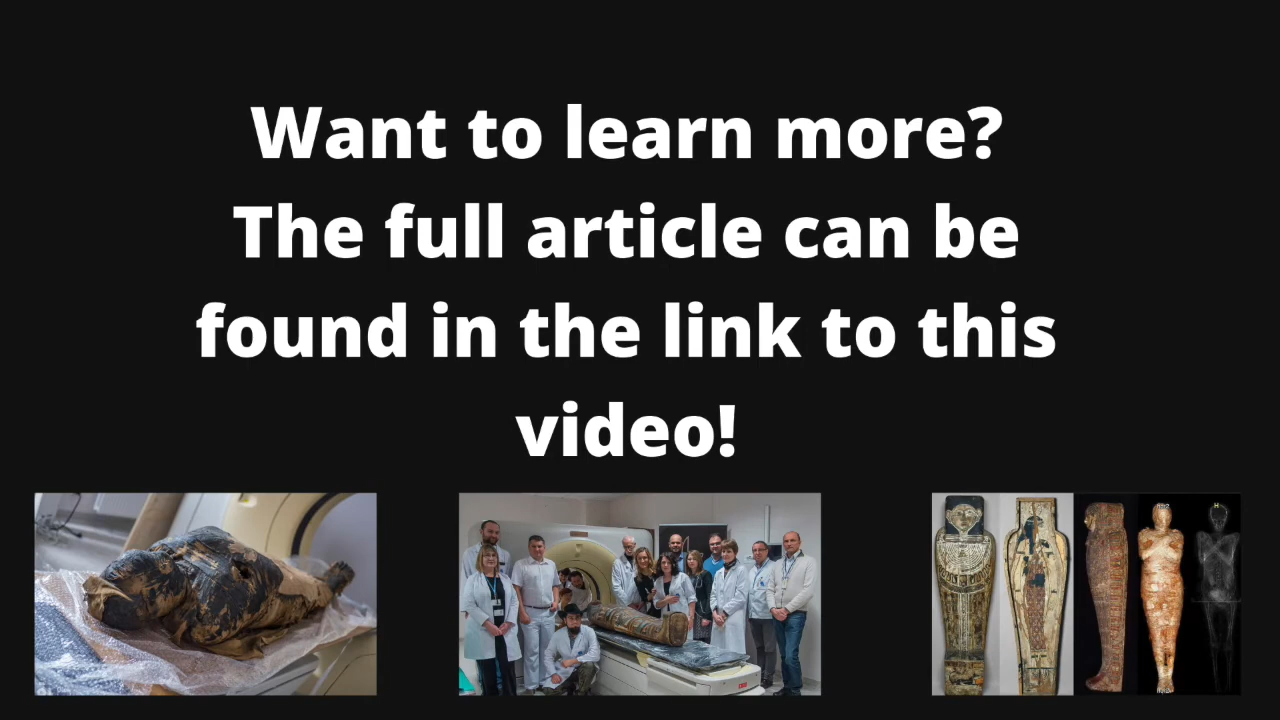 Want to learn more?
The full article can be
found in the link to this
video!